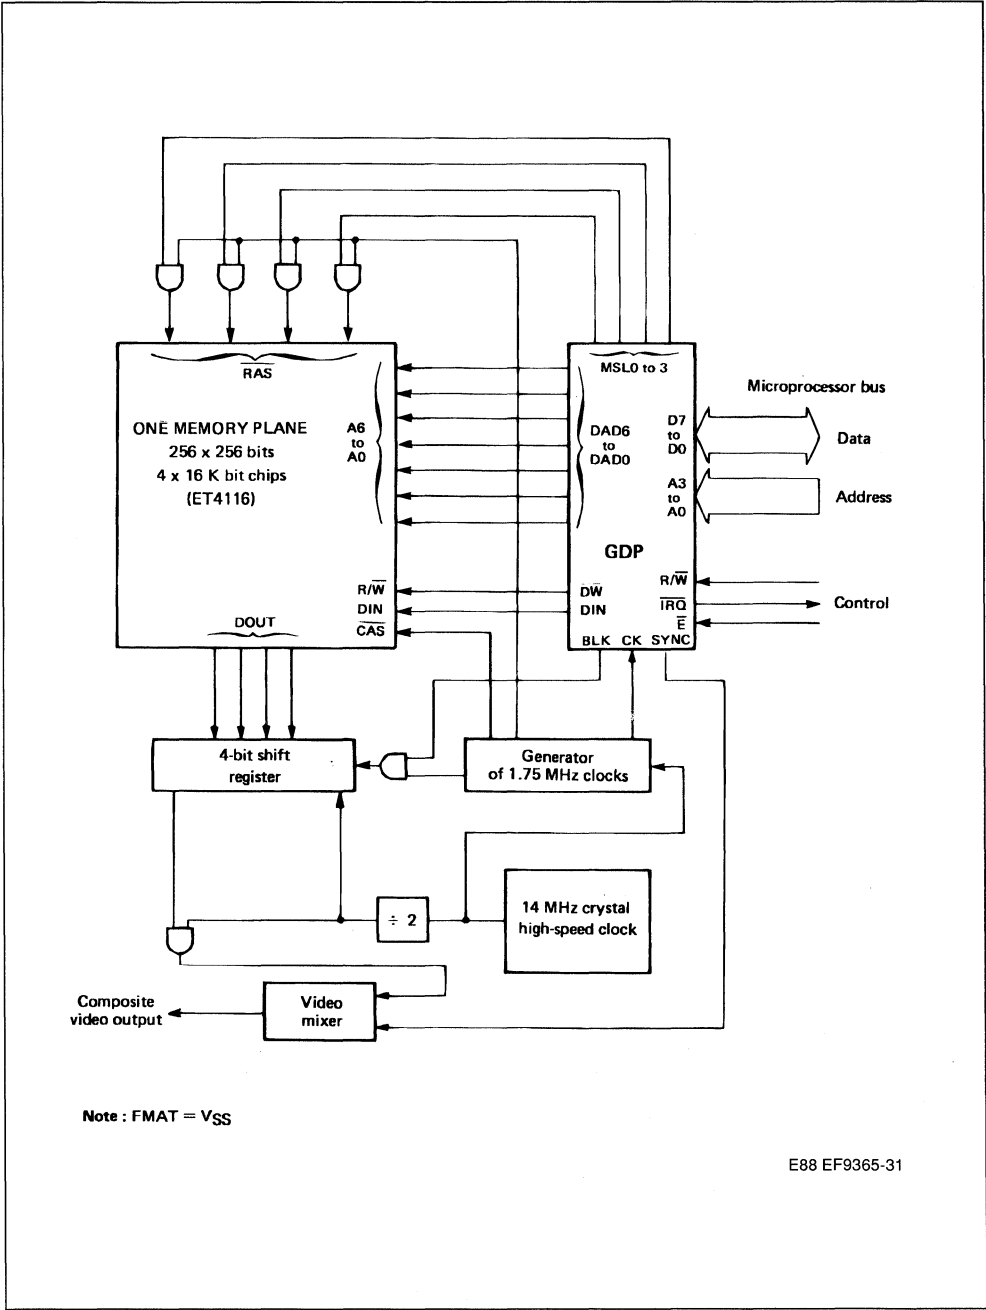 MSL0 to 3
RAS
Microprocessor bus
ONE MEMORY PLANE
256 x 256 bits
4 x 16 K bit chips
(ET4116)
A6
to
A0
DAD6
to
DAD0
D7
to
D0
Data
A3
to
A0
Address
GDP
R/W
DIN
CAS
DW
DIN
R/W
IRQ
E
Control
BLK CK SYNC
DOUT
4-bit shift
register
Generator
of 1.75 MHz clocks
÷ 2
14 MHz crystal
high-speed clock
Composite
video output
Video
mixer
Note : FMAT = VSS
E88 EF9365-31